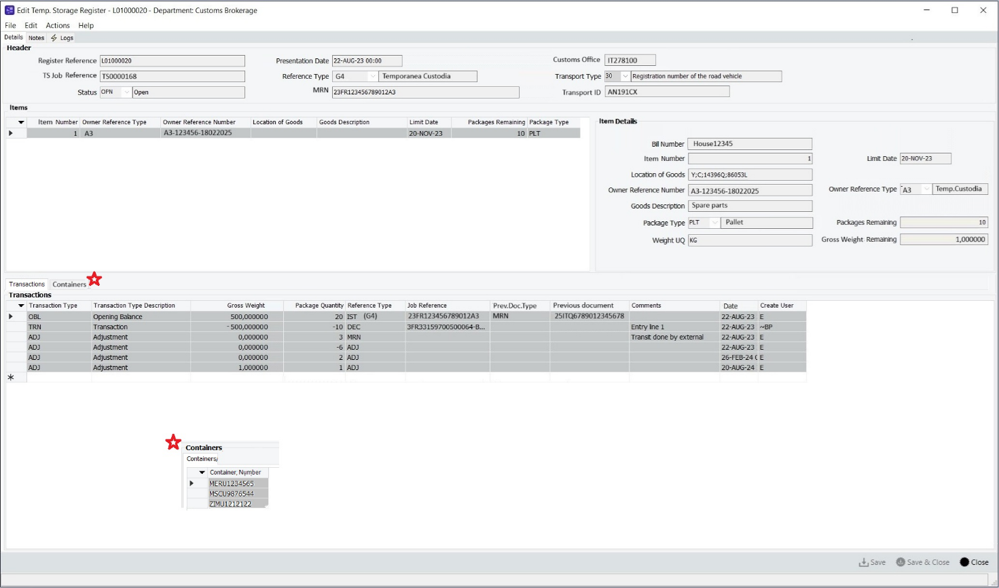 Edit Temp. Storage Register - L01000020 - Department: Customs Brokerage
File Edit Actions Help
Details Notes Logs
Header
Register Reference L01000020 Presentation Date 22-AUG-23 00:00 Customs Office IT278100
TS Job Reference TS0000168 Reference Type G4 Temporanea Custodia Transport Type 30 Registration number of the road vehicle
Status OPN Open MRN 23FR123456789012A3 Transport ID AN191CX
Items
Item Number Owner Reference Type Owner Reference Number Location of Goods Goods Description Limit Date Packages Remaining Package Type
1 A3 A3-123456-18022025 20-NOV-23 10 PLT
Item Details
Bill Number House12345
Item Number 1 Limit Date 20-NOV-23
Location of Goods Y;C;14396Q;86053L
Owner Reference Number A3-123456-18022025 Owner Reference Type A3 Temp.Custodia
Goods Description Spare parts
Package Type PLT Pallet Packages Remaining 10
Weight UQ KG Gross Weight Remaining 1,000000
Transactions Containers
Transactions
Transaction Type Transaction Type Description Gross Weight Package Quantity Reference Type Job Reference Prev.Doc.Type Previous document Comments Date Create User
OBL Opening Balance 500,000000 20 IST (G4) 23FR123456789012A3 MRN 25ITQ6789012345678 22-AUG-23 E
TRN Transaction -500,000000 -10 DEC 3FR33159700500064-B... Entry line 1 22-AUG-23 ~BP
ADJ Adjustment 0,000000 3 MRN Transit done by external 22-AUG-23 E
ADJ Adjustment 0,000000 -6 ADJ 22-AUG-23 E
ADJ Adjustment 0,000000 2 ADJ 26-FEB-24 E
ADJ Adjustment 1,000000 1 ADJ 20-AUG-24 E
Containers
Containers
Container, Number
MERU1234565
MSCU9876544
ZIMU1212122
Save Save & Close Close